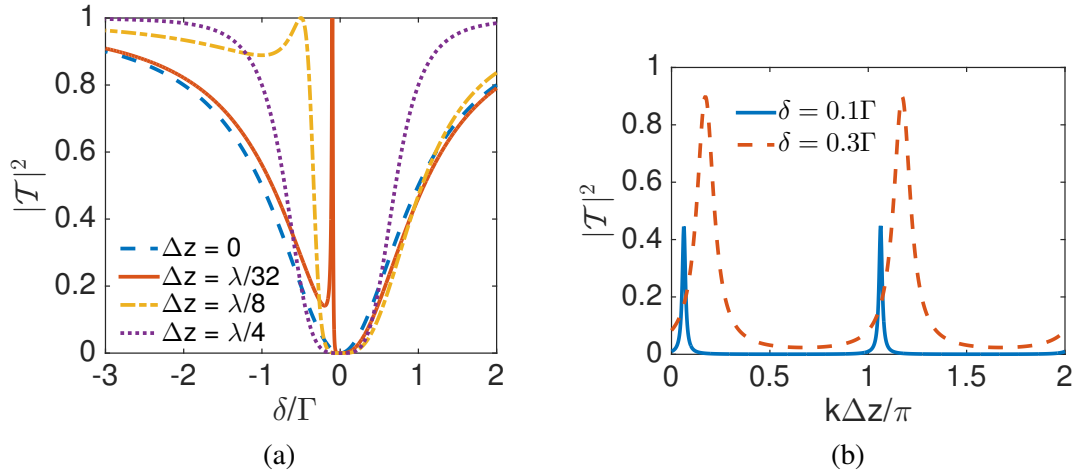 |𝒯|²
1
0.8
0.6
0.4
0.2
0
Δz = 0
Δz = λ/32
Δz = λ/8
Δz = λ/4
-3 -2 -1 0 1 2
δ/Γ
(a)
|𝒯|²
1
0.8
0.6
0.4
0.2
0
δ = 0.1Γ
δ = 0.3Γ
0 0.5 1 1.5 2
kΔz/π
(b)